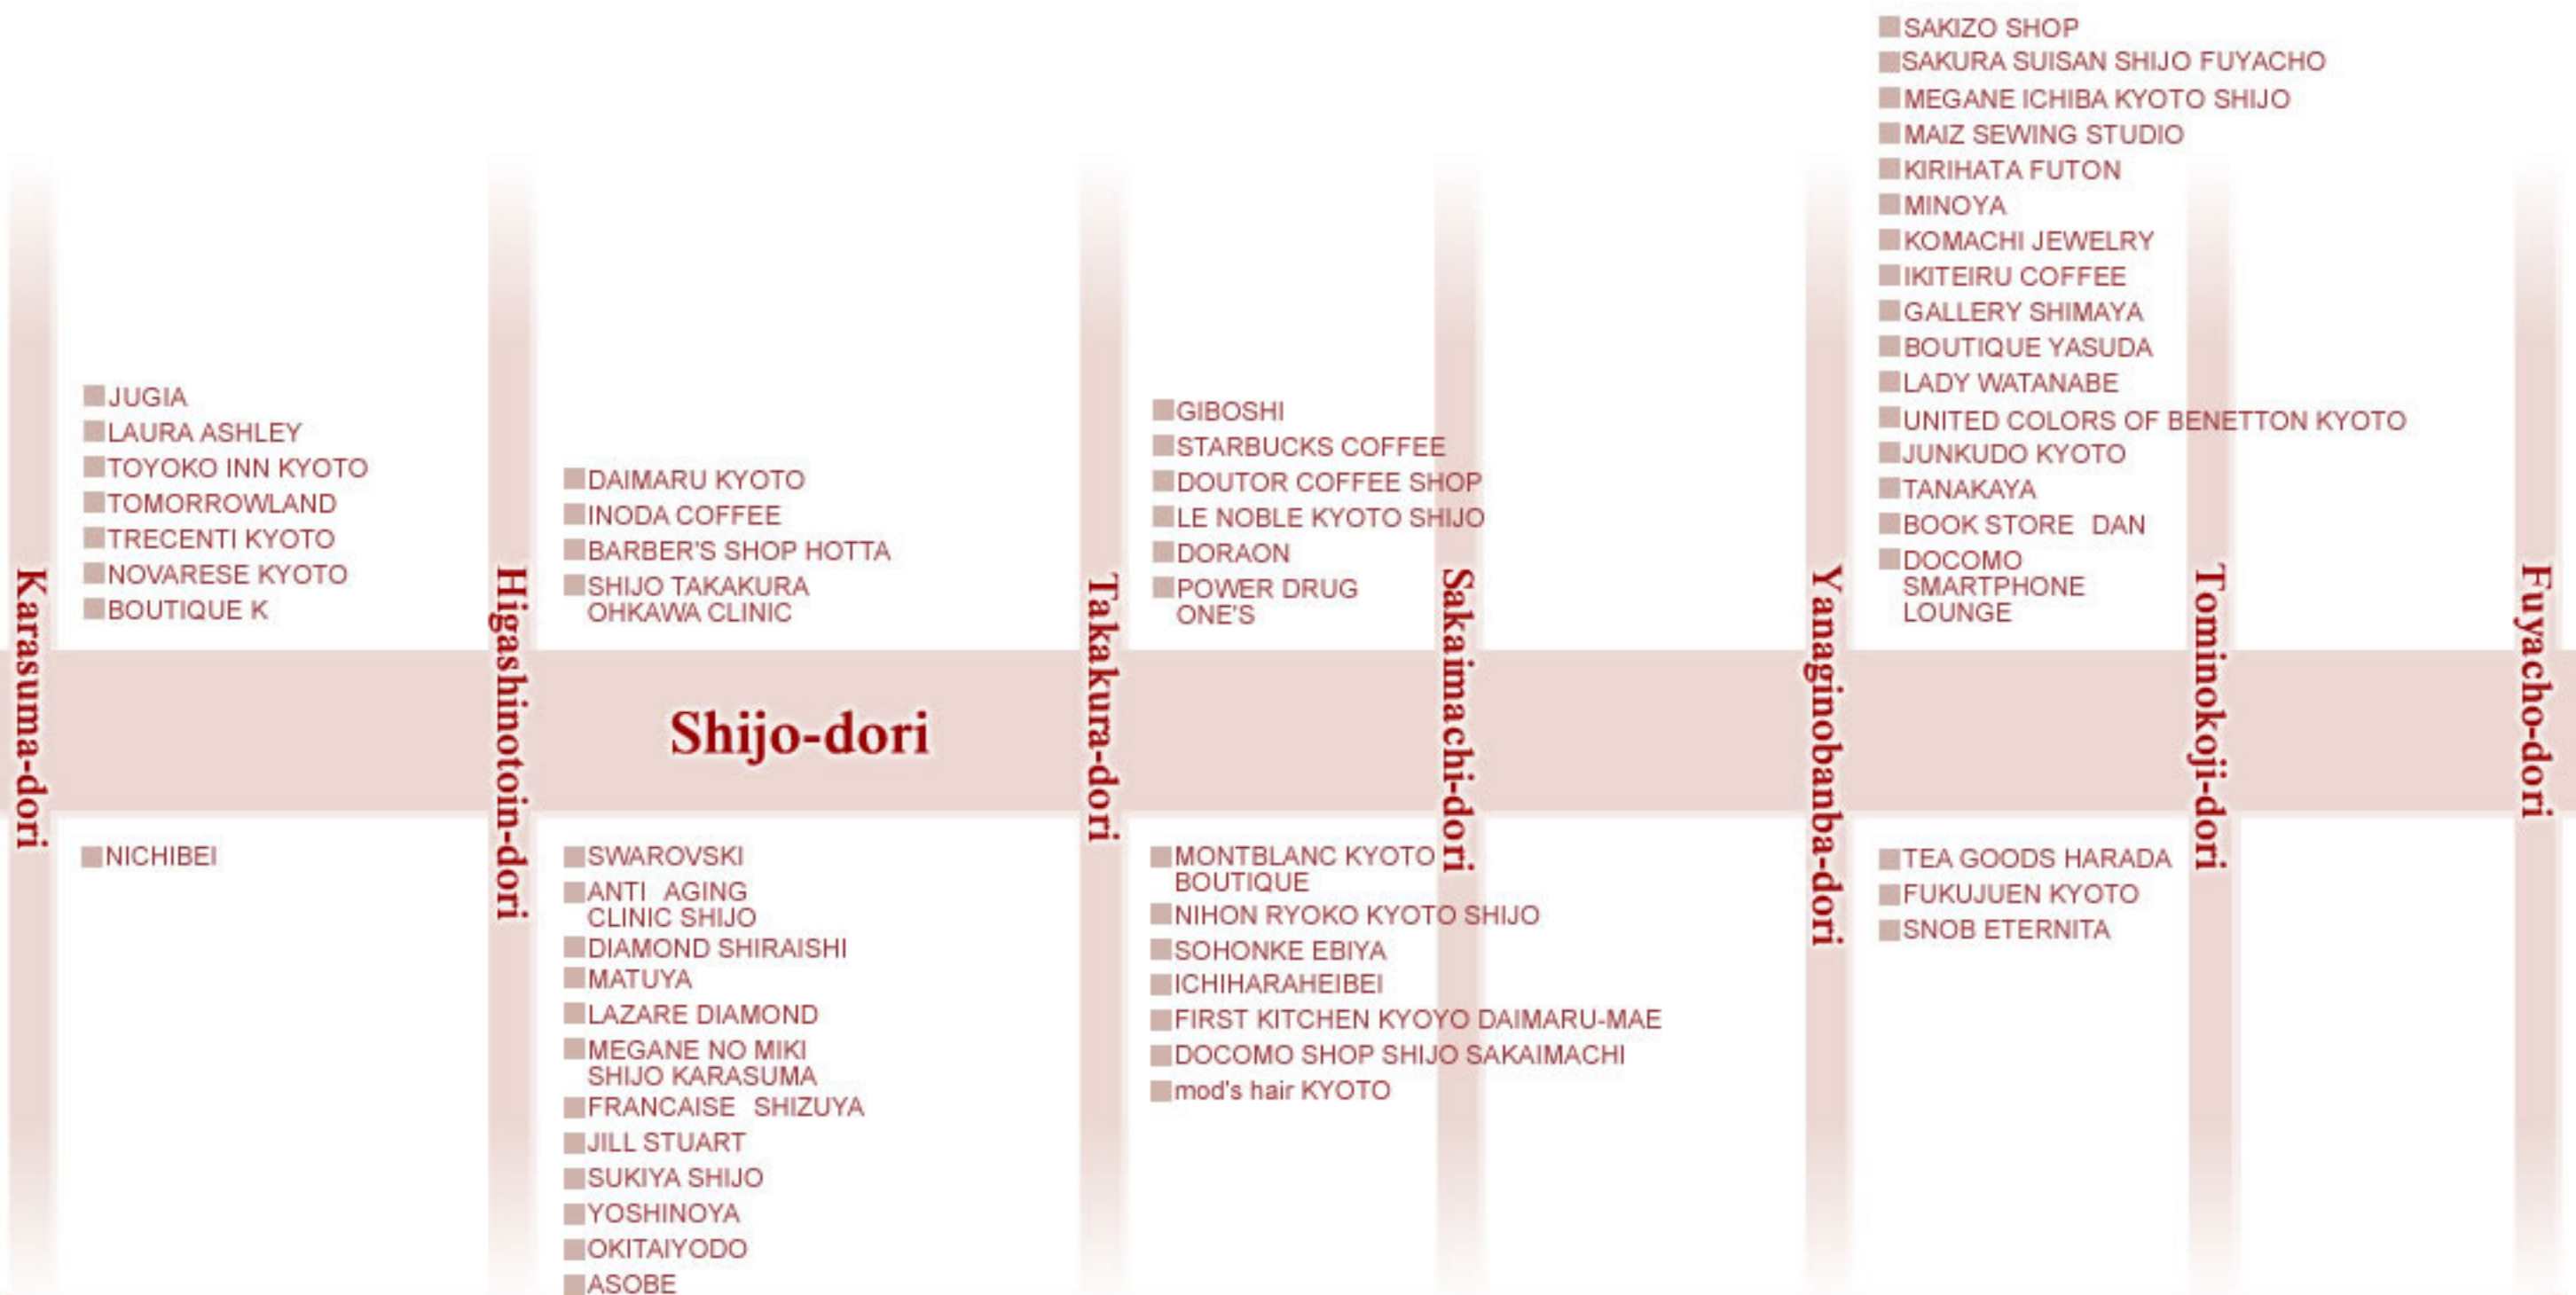 SAKIZO SHOP
SAKURA SUISAN SHIJO FUYACHO
MEGANE ICHIBA KYOTO SHIJO
MAIZ SEWING STUDIO
KIRIHATA FUTON
MINOYA
KOMACHI JEWELRY
IKITEIRU COFFEE
GALLERY SHIMAYA
BOUTIQUE YASUDA
LADY WATANABE
UNITED COLORS OF BENETTON KYOTO
JUNKUDO KYOTO
TANAKAYA
BOOK STORE DAN
DOCOMO
SMARTPHONE
LOUNGE
JUGIA
LAURA ASHLEY
TOYOKO INN KYOTO
TOMORROWLAND
TRECENTI KYOTO
NOVARESE KYOTO
BOUTIQUE K
DAIMARU KYOTO
INODA COFFEE
BARBER'S SHOP HOTTA
SHIJO TAKAKURA
OHKAWA CLINIC
GIBOSHI
STARBUCKS COFFEE
DOUTOR COFFEE SHOP
LE NOBLE KYOTO SHIJO
DORAON
POWER DRUG
ONE'S
Karasuma-dori
Higashinotoin-dori
Shijo-dori
Takakura-dori
Sakaimachi-dori
Yanaginobanba-dori
Tominokoji-dori
Fuyacho-dori
NICHIBEI
SWAROVSKI
ANTI AGING
CLINIC SHIJO
DIAMOND SHIRAISHI
MATUYA
LAZARE DIAMOND
MEGANE NO MIKI
SHIJO KARASUMA
FRANCAISE SHIZUYA
JILL STUART
SUKIYA SHIJO
YOSHINOYA
OKITAIYODO
ASOBE
MONTBLANC KYOTO
BOUTIQUE
NIHON RYOKO KYOTO SHIJO
SOHONKE EBIYA
ICHIHARAHEIBEI
FIRST KITCHEN KYOYO DAIMARU-MAE
DOCOMO SHOP SHIJO SAKAIMACHI
mod's hair KYOTO
TEA GOODS HARADA
FUKUJUEN KYOTO
SNOB ETERNITA